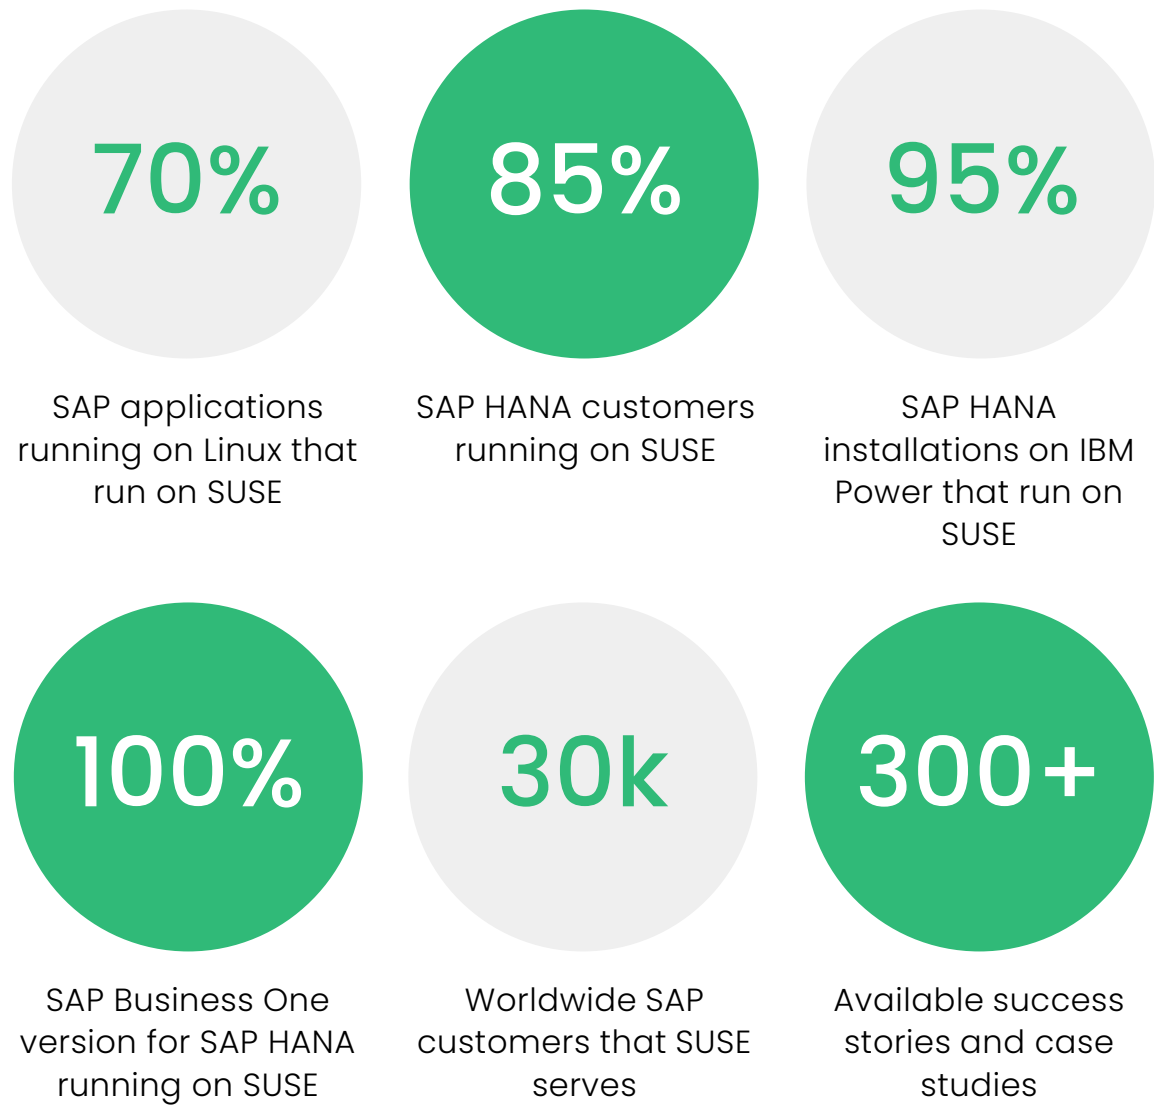 70%
85%
95%
SAP applications
running on Linux that
run on SUSE
SAP HANA customers
running on SUSE
SAP HANA
installations on IBM
Power that run on
SUSE
100%
30k
300+
SAP Business One
version for SAP HANA
running on SUSE
Worldwide SAP
customers that SUSE
serves
Available success
stories and case
studies